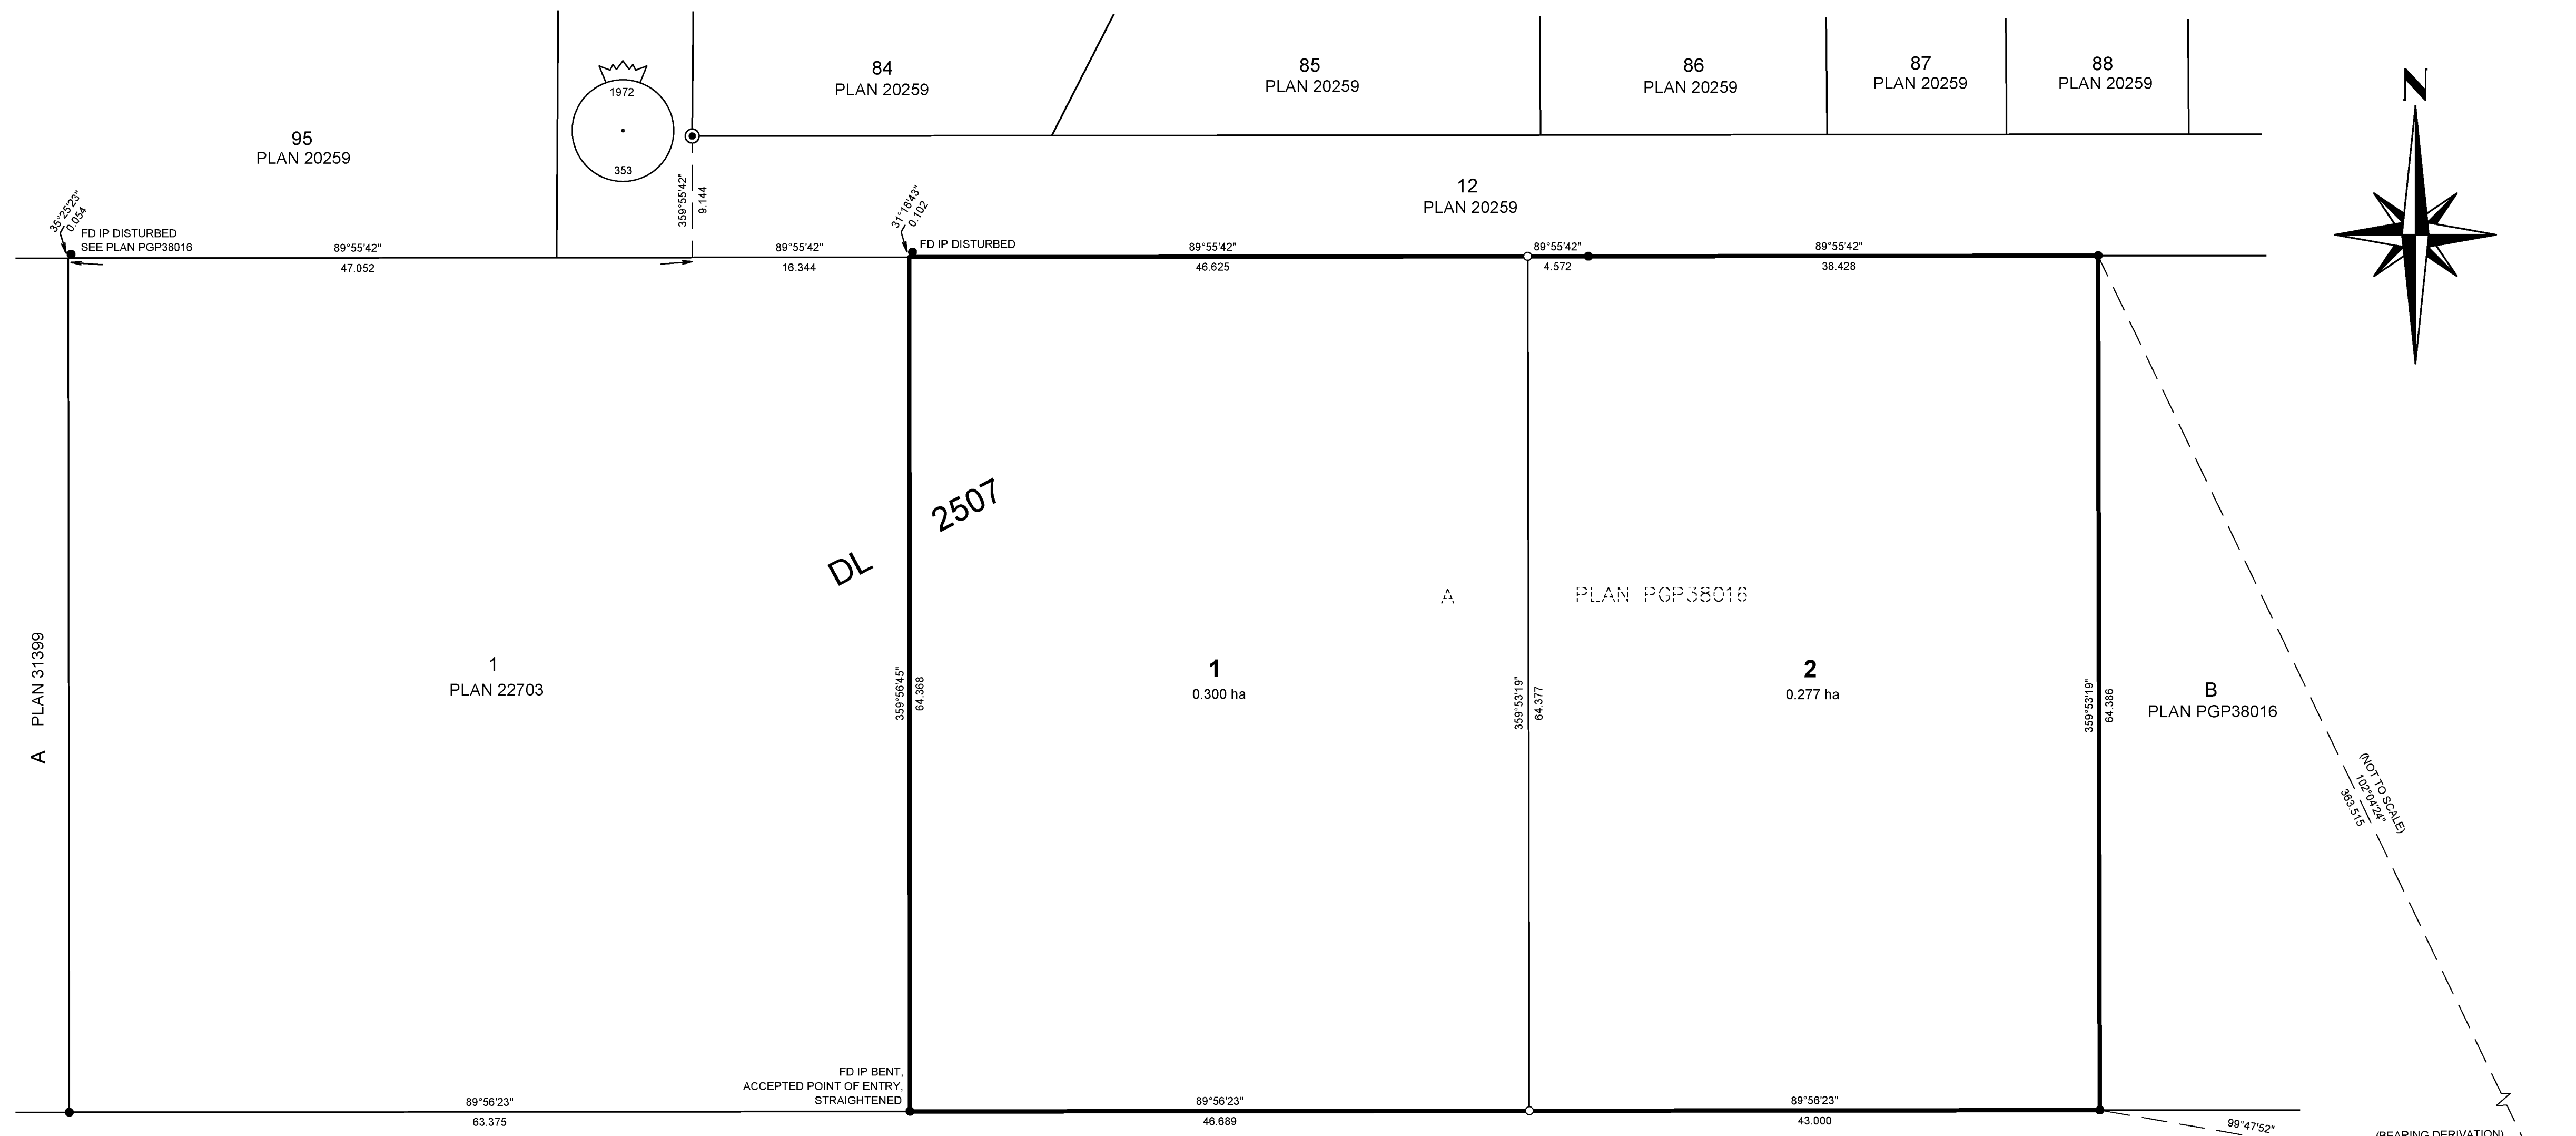 84
PLAN 20259
85
PLAN 20259
86
PLAN 20259
87
PLAN 20259
88
PLAN 20259
N
1972
353
95
PLAN 20259
359°55'42"
9.144
12
PLAN 20259
35°25'23"
0.054
FD IP DISTURBED
SEE PLAN PGP38016
31°18'43"
0.102
FD IP DISTURBED
89°55'42"
47.052
89°55'42"
16.344
89°55'42"
46.625
89°55'42"
4.572
89°55'42"
38.428
DL 2507
A
PLAN PGP38016
A PLAN 31399
1
PLAN 22703
359°56'45"
64.368
1
0.300 ha
359°53'19"
64.377
2
0.277 ha
359°53'19"
64.386
B
PLAN PGP38016
(NOT TO SCALE)
102°04'24"
363.515
FD IP BENT,
ACCEPTED POINT OF ENTRY,
STRAIGHTENED
89°56'23"
63.375
89°56'23"
46.689
89°56'23"
43.000
99°47'52"
(BEARING DERIVATION)